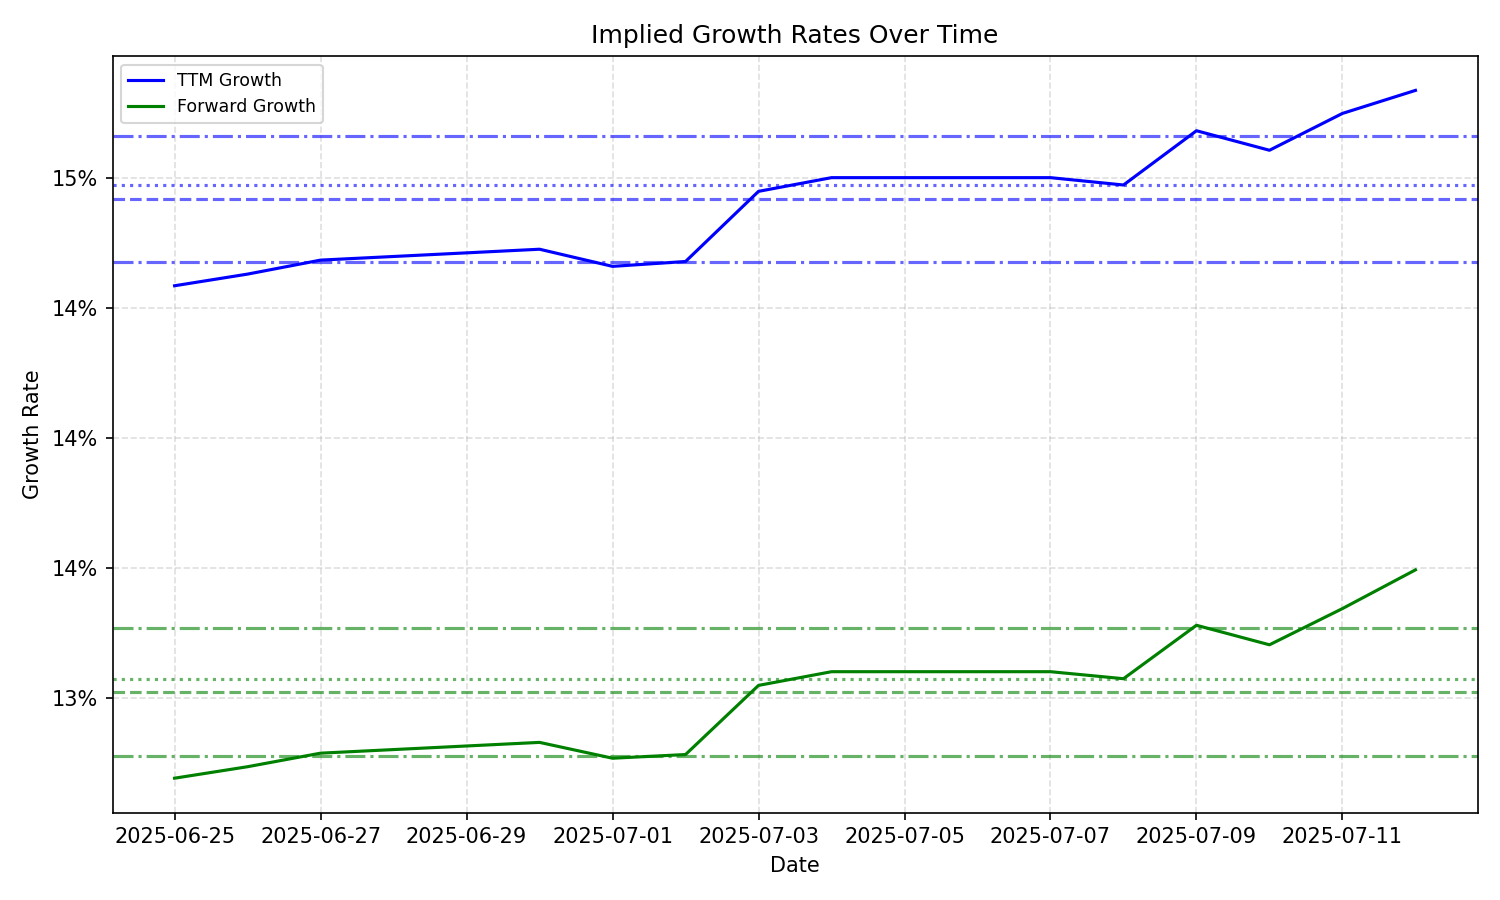 Implied Growth Rates Over Time
TTM Growth
Forward Growth
15%
14%
14%
14%
13%
Growth Rate
2025-06-25 2025-06-27 2025-06-29 2025-07-01 2025-07-03 2025-07-05 2025-07-07 2025-07-09 2025-07-11
Date